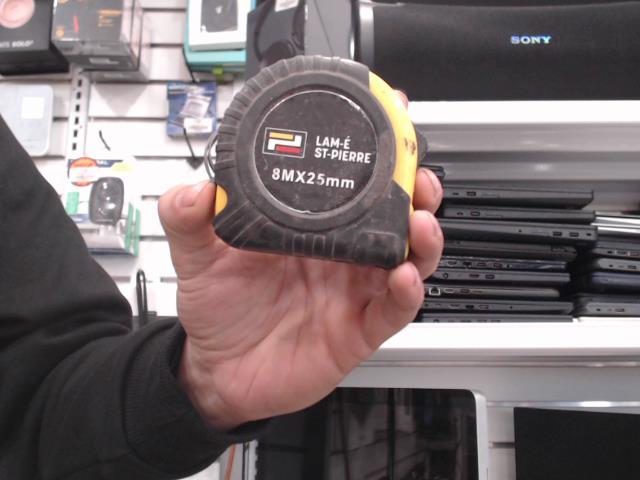 SONY
LAM-É
ST-PIERRE
8MX25mm